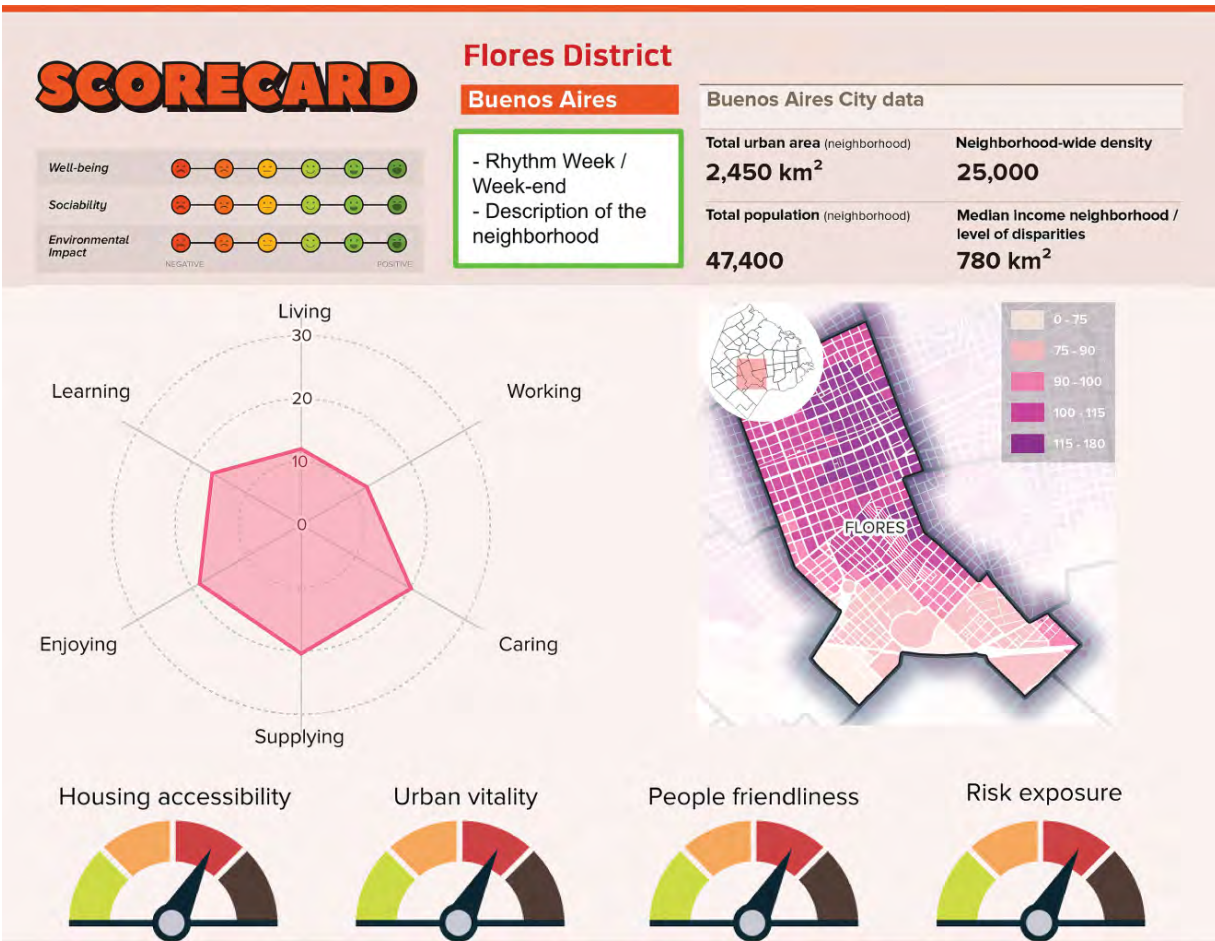 SCORECARD
Well-being
Sociability
Environmental
Impact
NEGATIVE
POSITIVE
Flores District
Buenos Aires
- Rhythm Week /
Week-end
- Description of the
neighborhood
Buenos Aires City data
Total urban area (neighborhood)
2,450 km²
Neighborhood-wide density
25,000
Total population (neighborhood)
47,400
Median income neighborhood /
level of disparities
780 km²
Living
30
Learning
Working
20
10
0
Enjoying
Caring
Supplying
0 - 75
75 - 90
90 - 100
100 - 115
115 - 180
FLORES
Housing accessibility
Urban vitality
People friendliness
Risk exposure